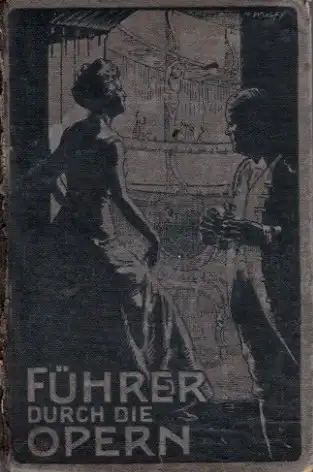 FÜHRER
DURCH DIE
OPERN